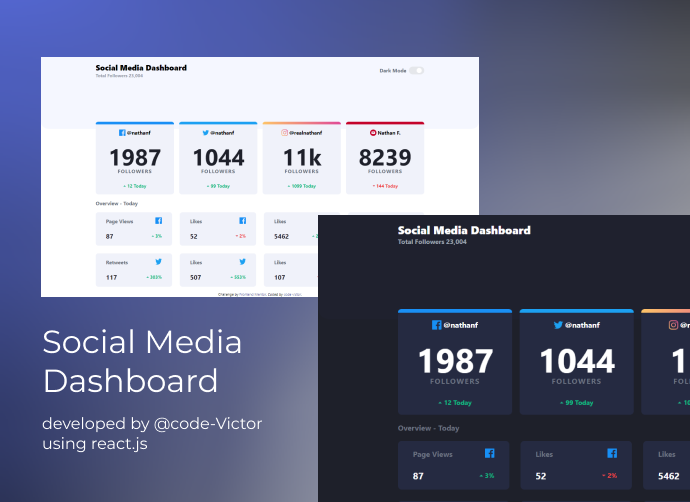 Social Media Dashboard
Total Followers 23,004
Dark Mode
@nathanf
1987
FOLLOWERS
12 Today
@nathanf
1044
FOLLOWERS
99 Today
@realnathanf
11k
FOLLOWERS
1099 Today
Nathan F.
8239
FOLLOWERS
144 Today
Overview - Today
Page Views
87
3%
Likes
52
2%
Likes
5462
Retweets
117
303%
Likes
507
553%
Likes
107
Challenge by Frontend Mentor. Coded by code-victor.
Social Media Dashboard
Total Followers 23,004
@nathanf
1987
FOLLOWERS
12 Today
@nathanf
1044
FOLLOWERS
99 Today
Overview - Today
Page Views
87
3%
Likes
52
2%
Likes
5462
Social Media
Dashboard
developed by @code-Victor
using react.js